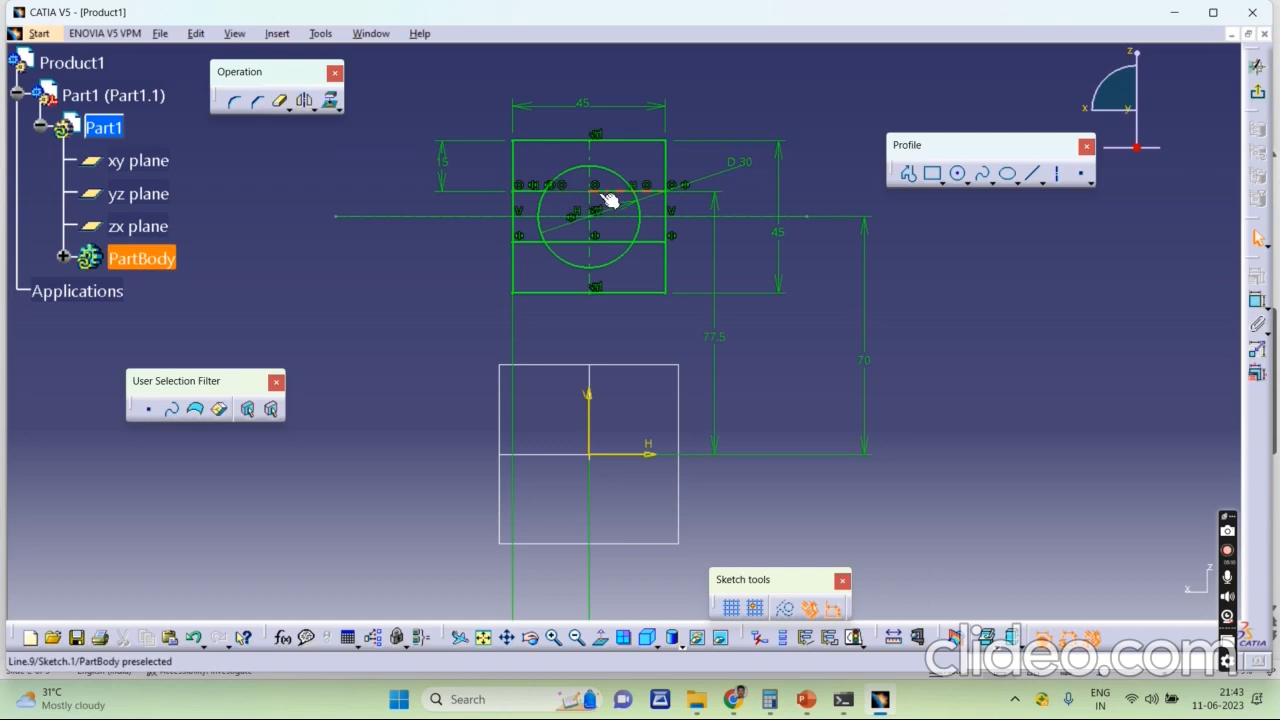 CATIA V5 - [Product1]
Start ENOVIA V5 VPM File Edit View Insert Tools Window Help
Product1
Part1 (Part1.1)
Part1
xy plane
yz plane
zx plane
PartBody
Applications
Operation
Profile
User Selection Filter
Sketch tools
45
15
D 30
45
77.5
70
H
V
H
V
V
z
x
y
z
x
Line.9/Sketch.1/PartBody preselected
clideo.com
CATIA
31°C
Mostly cloudy
Search
ENG
IN
21:43
11-06-2023